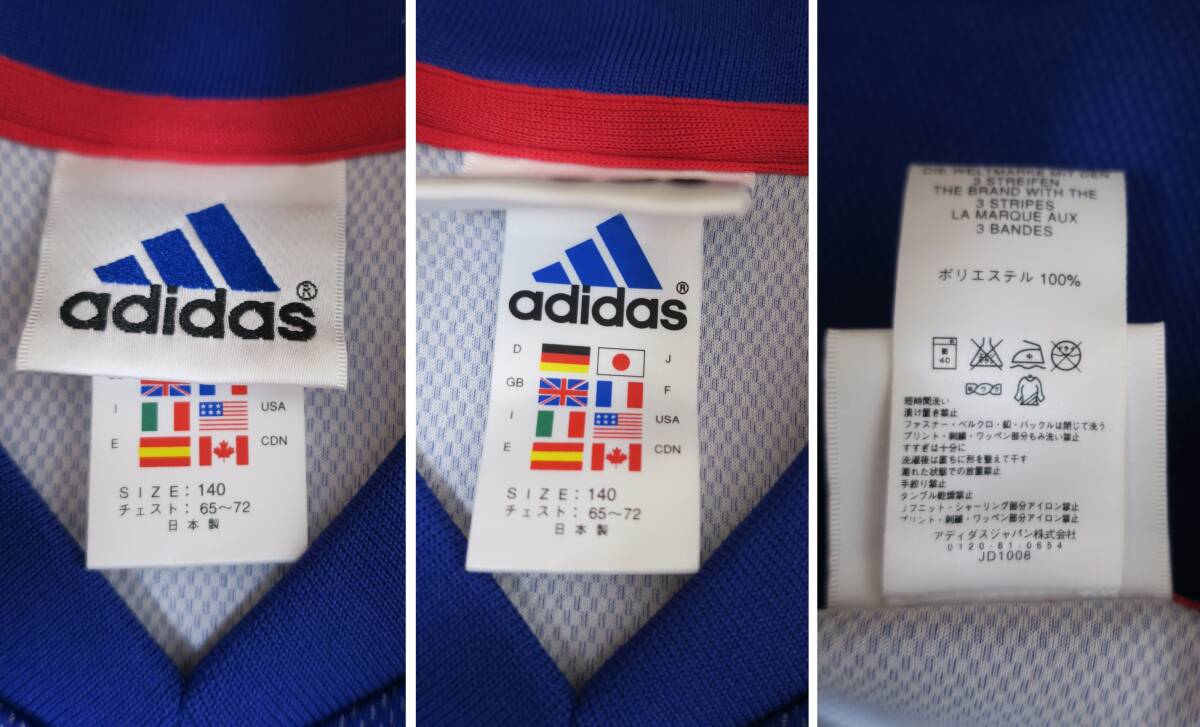 adidas®
I USA
E CDN
SIZE: 140
チェスト: 65~72
日本製
adidas®
D J
GB F
I USA
E CDN
SIZE: 140
チェスト: 65~72
日本製
DIE WELTMARKE MIT DEN
3 STREIFEN
THE BRAND WITH THE
3 STRIPES
LA MARQUE AUX
3 BANDES
ポリエステル 100%
40
短時間洗い
漬け置き禁止
ファスナー・ベルクロ・釦・バックルは閉じて洗う
プリント・刺繍・ワッペン部分もみ洗い禁止
すすぎは十分に
洗濯後は直ちに形を整えて干す
濡れた状態での放置禁止
手絞り禁止
タンブル乾燥禁止
ニット・シャーリング部分アイロン禁止
プリント・刺繍・ワッペン部分アイロン禁止
アディダスジャパン株式会社
0120-81-0654
JD1008